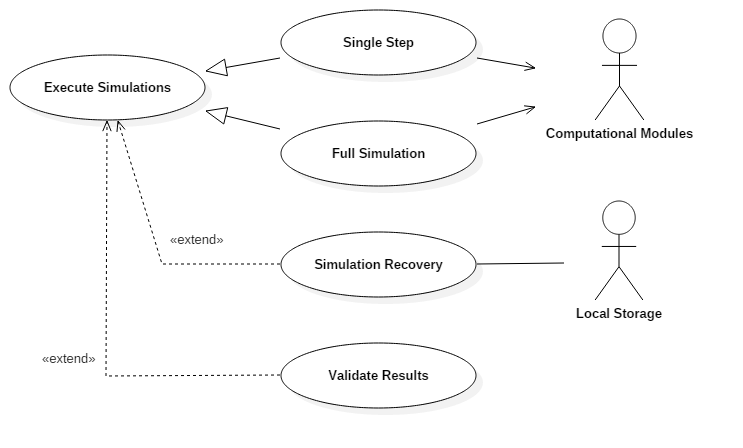 Single Step
Execute Simulations
Computational Modules
Full Simulation
«extend»
Simulation Recovery
Local Storage
«extend»
Validate Results